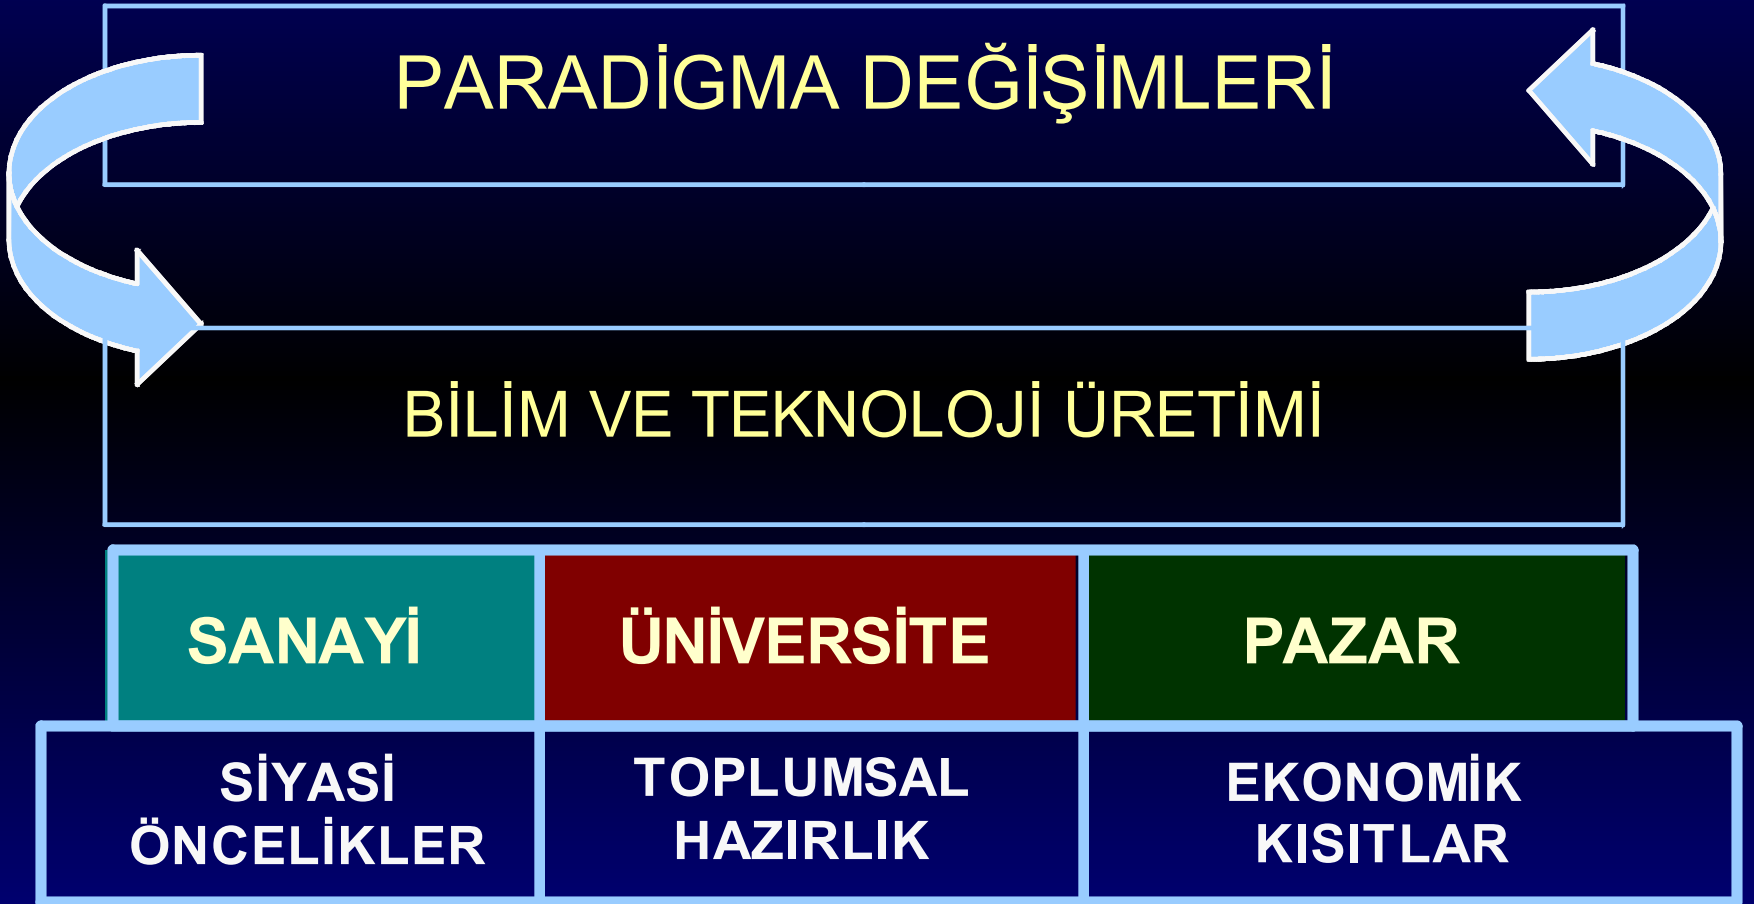 PARADİGMA DEĞİŞİMLERİ
BİLİM VE TEKNOLOJİ ÜRETİMİ
SANAYİ
ÜNİVERSİTE
PAZAR
SİYASİ
ÖNCELİKLER
TOPLUMSAL
HAZIRLIK
EKONOMİK
KISITLAR